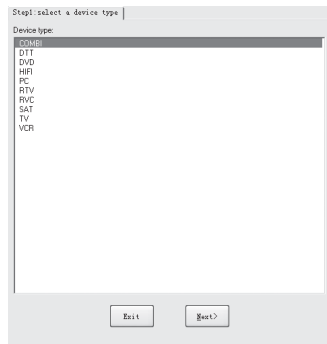 Step1:select a device type
Device type:
COMBI
DTT
DVD
HIFI
PC
RTV
RVC
SAT
TV
VCR
Exit
Next>